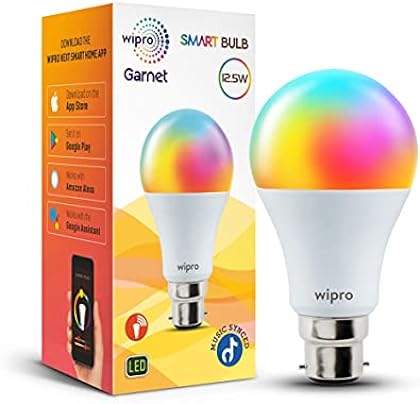 DOWNLOAD THE
WIPRO NEXT SMART HOME APP
Download on the
App Store
Get it on
Google Play
Works with
Amazon Alexa
Works with the
Google Assistant
wipro
SMART BULB
Garnet
12.5W
wipro
LED
MUSIC SYNCED
wipro